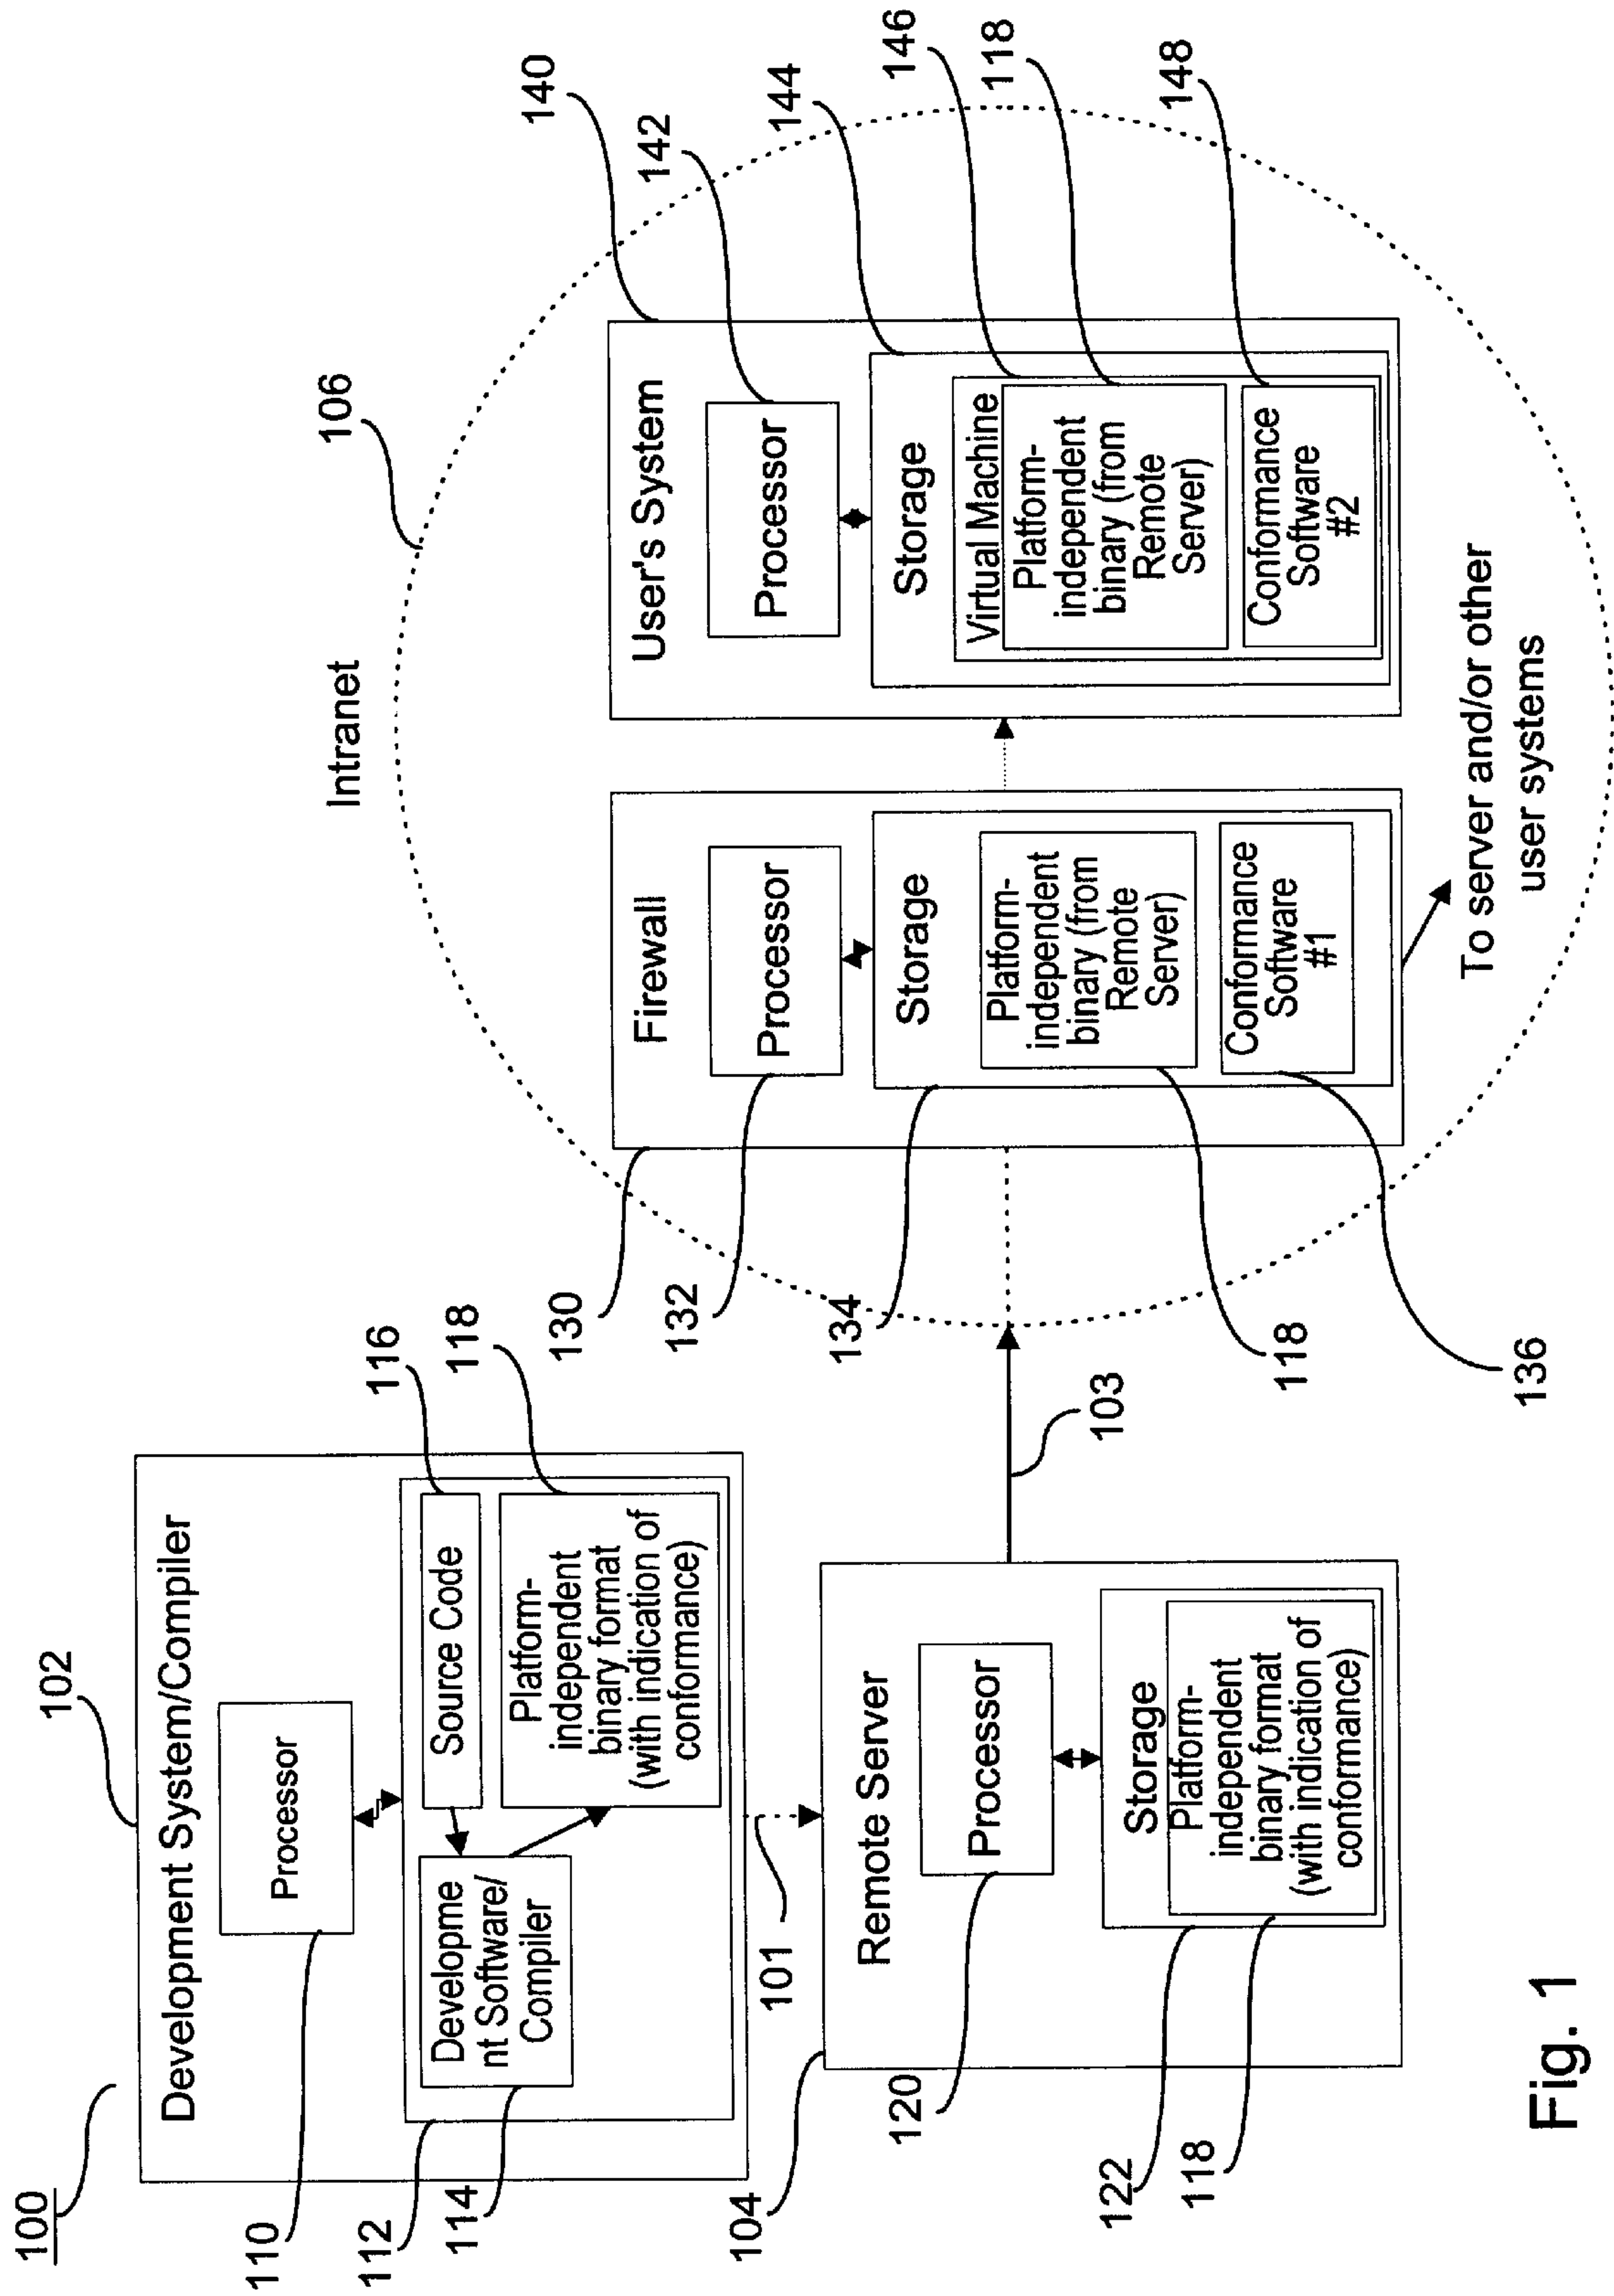 100
102
Development System/Compiler
110
Processor
112
114
Developme
nt Software/
Compiler
116
Source Code
118
Platform-
independent
binary format
(with indication of
conformance)
101
104
Remote Server
120
Processor
122
Storage
118
Platform-
independent
binary format
(with indication of
conformance)
103
106
Intranet
130
Firewall
132
Processor
134
Storage
Platform-
independent
binary (from
Remote
Server)
118
Conformance
Software
#1
136
140
User's System
142
Processor
144
Storage
146
Virtual Machine
118
Platform-
independent
binary (from
Remote
Server)
148
Conformance
Software
#2
To server and/or other
user systems
Fig. 1